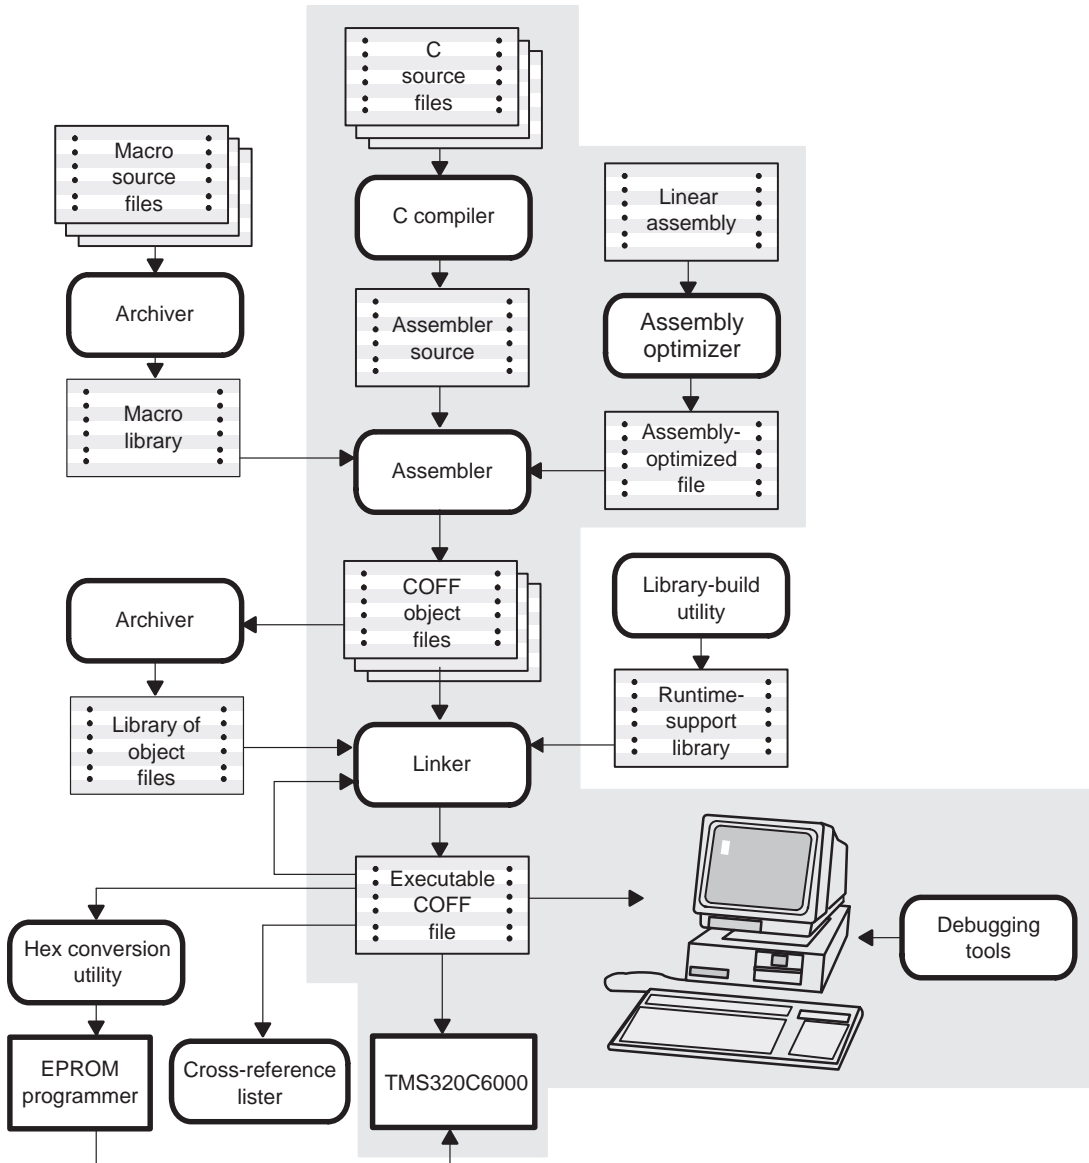 C
source
files
Macro
source
files
C compiler
Linear
assembly
Archiver
Assembler
source
Assembly
optimizer
Macro
library
Assembler
Assembly-
optimized
file
Archiver
COFF
object
files
Library-build
utility
Library of
object
files
Linker
Runtime-
support
library
Executable
COFF
file
Hex conversion
utility
Debugging
tools
EPROM
programmer
Cross-reference
lister
TMS320C6000